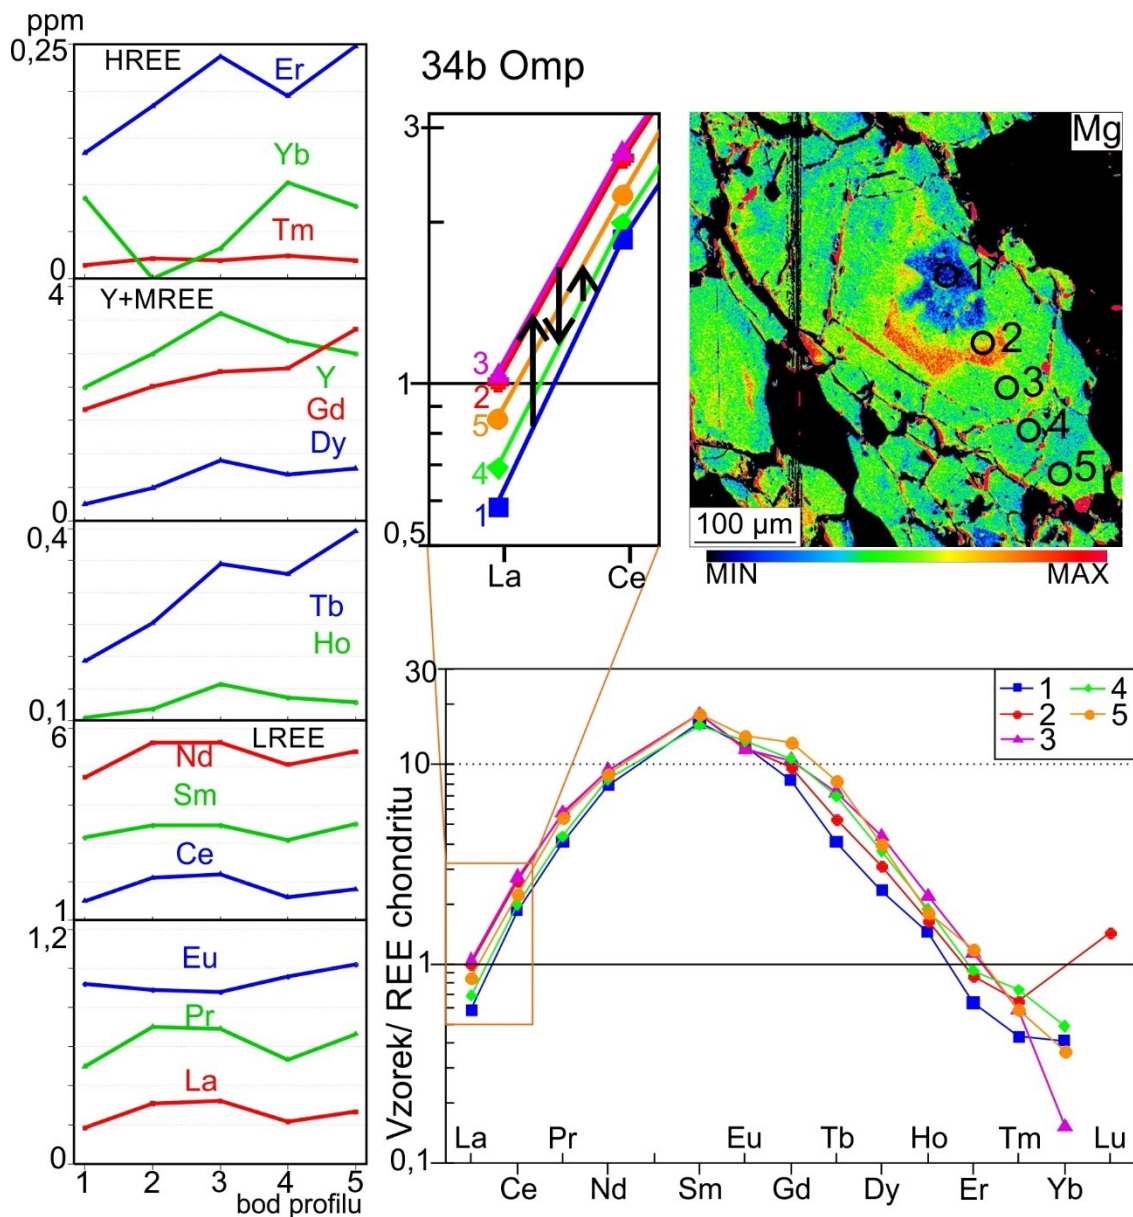 ppm
0,25
HREE
Er
Yb
Tm
0
4
Y+MREE
Y
Gd
Dy
0
0,4
Tb
Ho
0,1
6
LREE
Nd
Sm
Ce
1
1,2
Eu
Pr
La
0
1 2 3 4 5
bod profilu
34b Omp
3
2
1
0,5
3
2
5
4
1
La Ce
Mg
1
2
3
4
5
100 µm
MIN MAX
30
10
1
0,1
Vzorek/ REE chondritu
1 4
2 5
3
La Pr Eu Tb Ho Tm Lu
Ce Nd Sm Gd Dy Er Yb